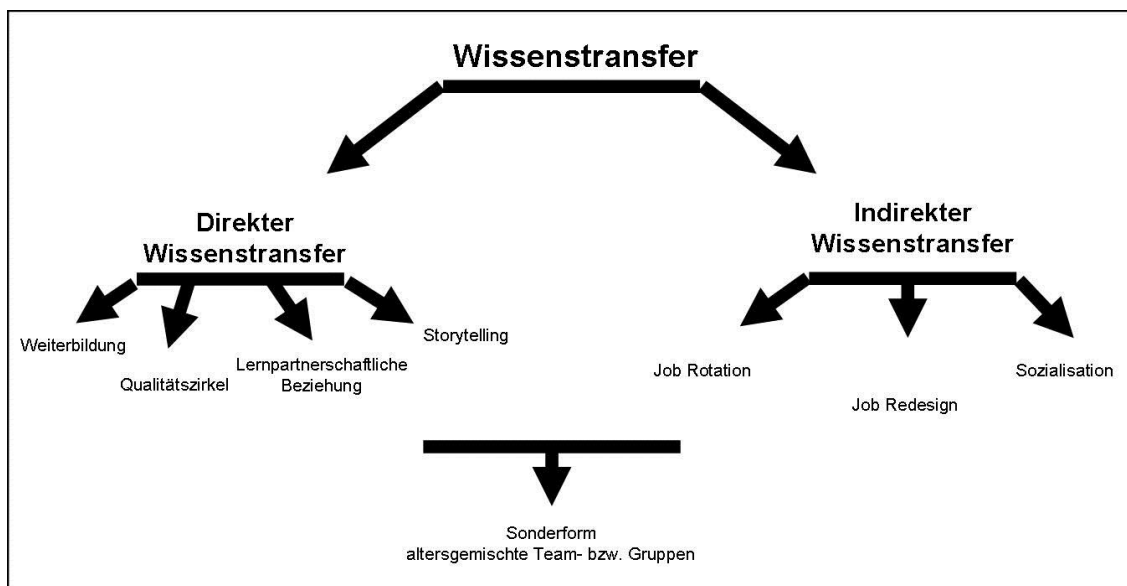 Wissenstransfer
Direkter
Wissenstransfer
Indirekter
Wissenstransfer
Weiterbildung
Qualitätszirkel
Lernpartnerschaftliche
Beziehung
Storytelling
Job Rotation
Job Redesign
Sozialisation
Sonderform
altersgemischte Team- bzw. Gruppen